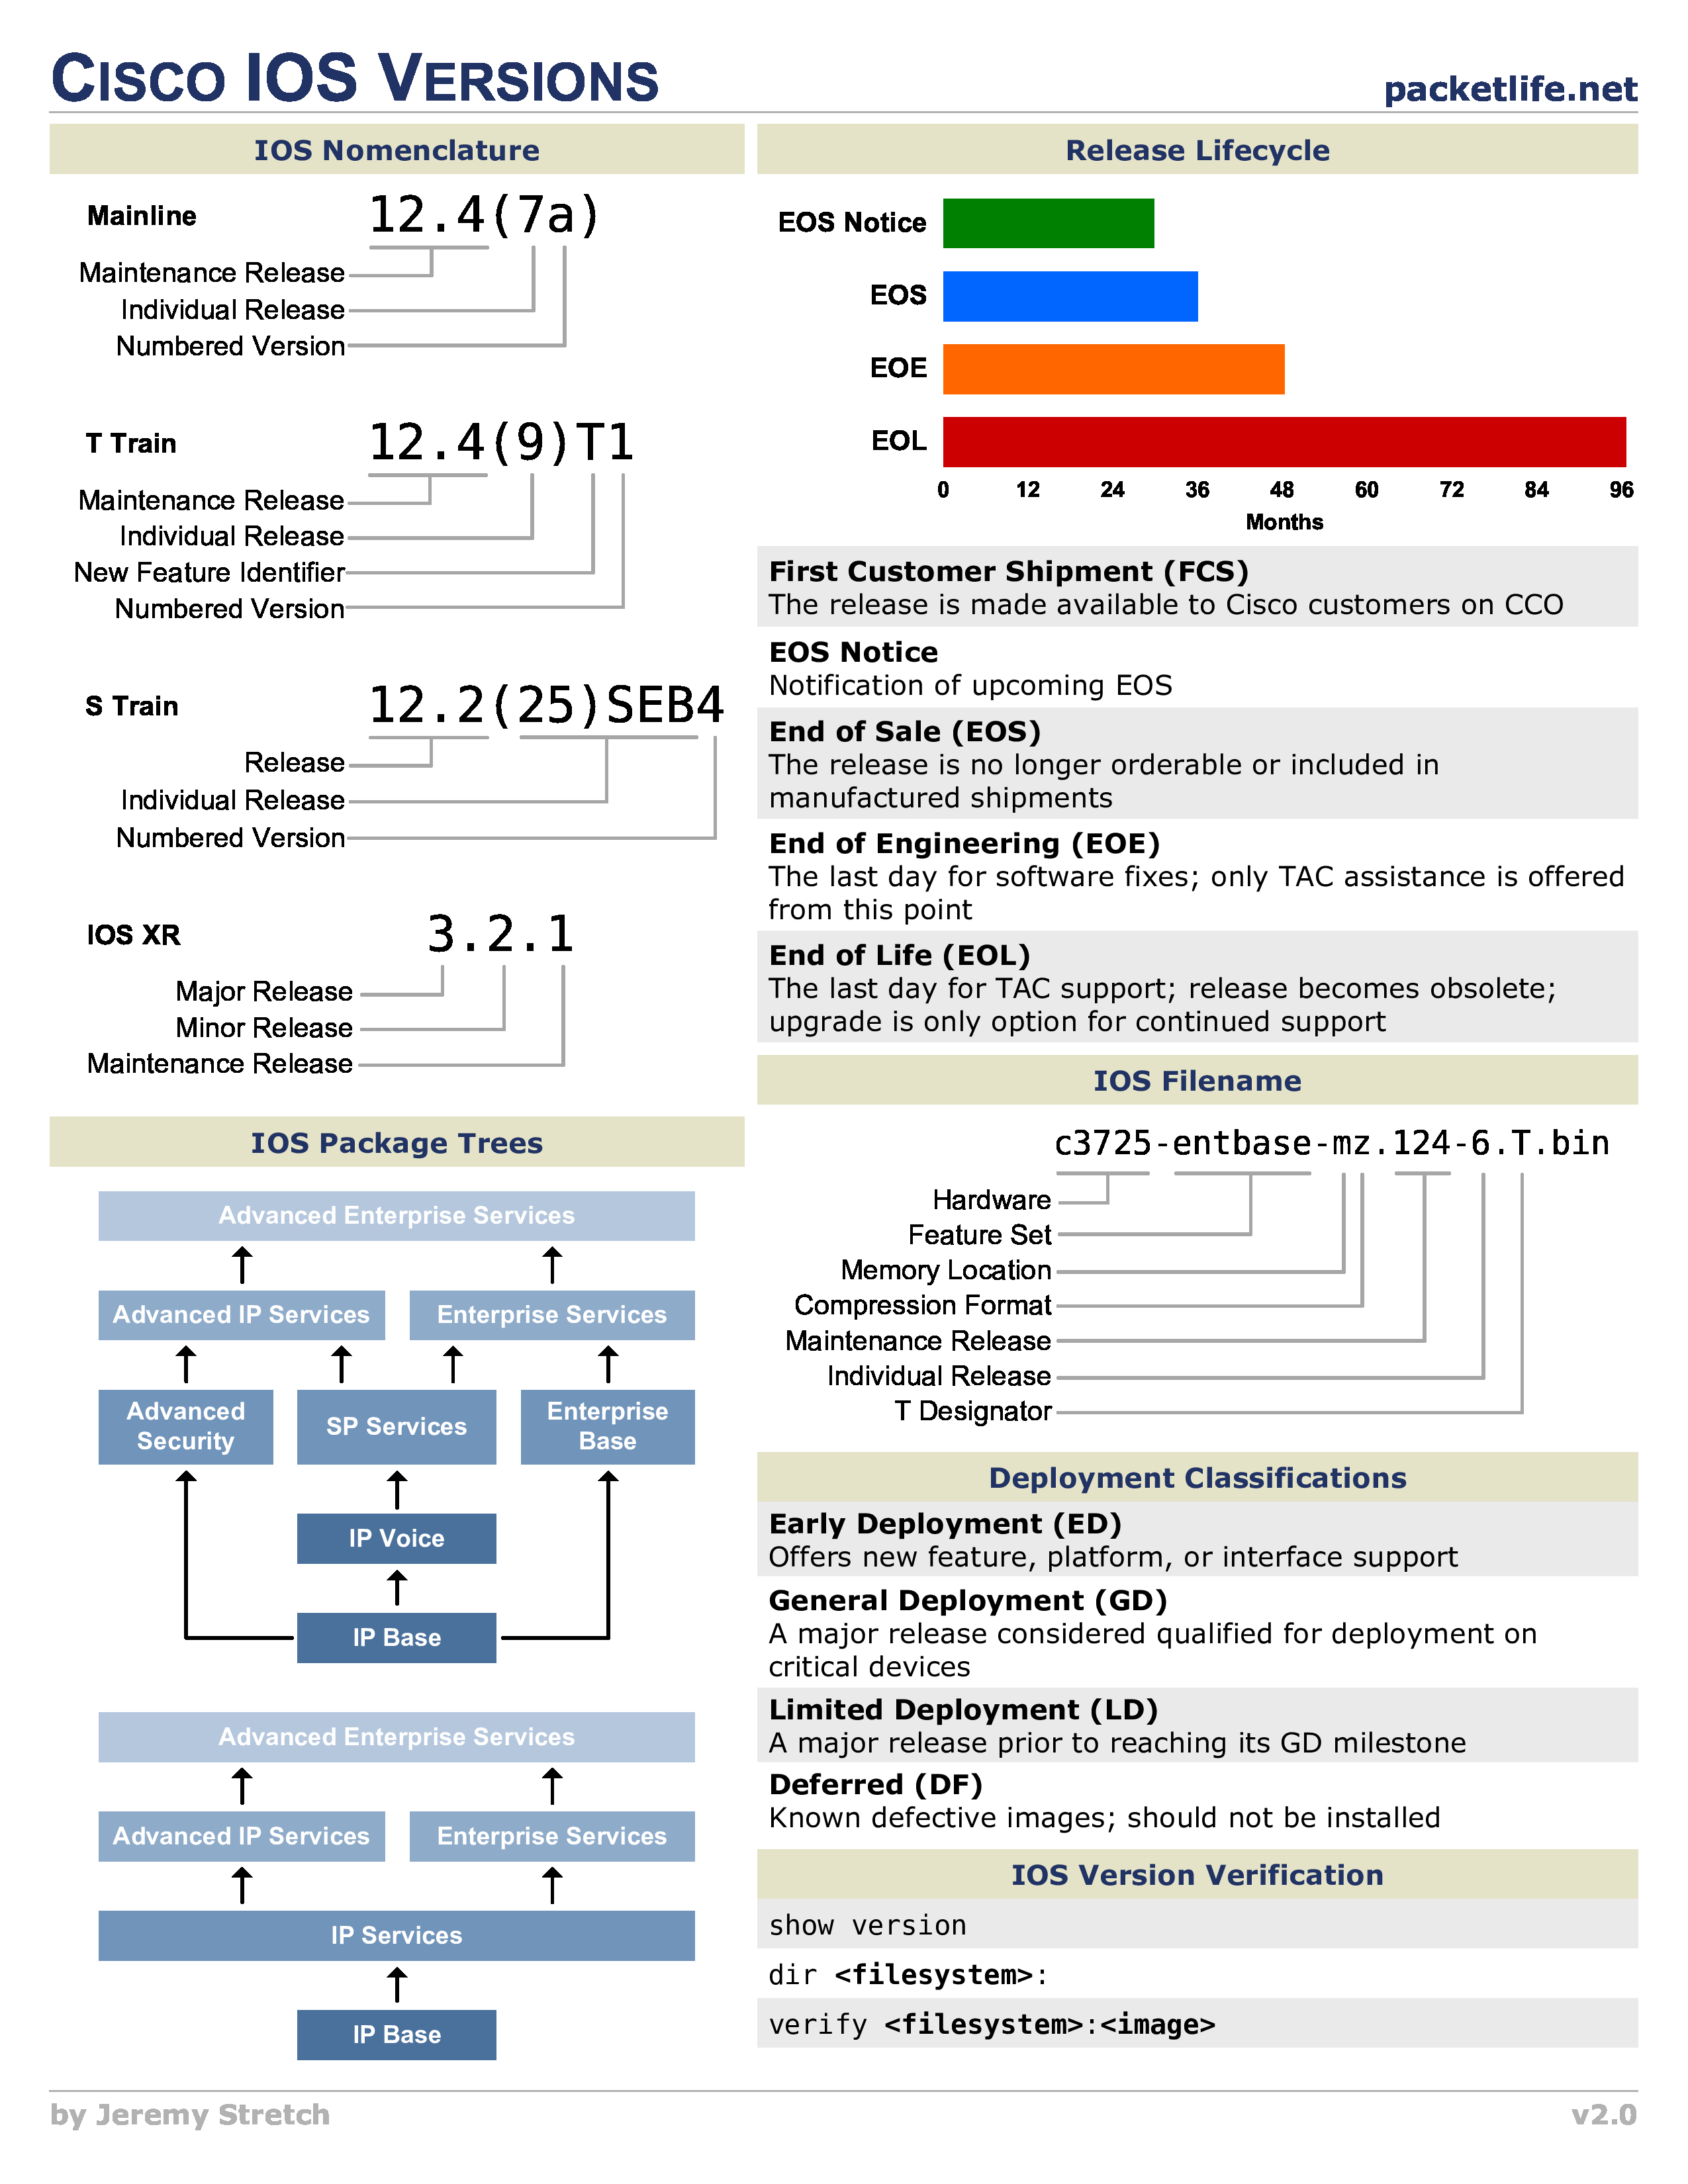 CISCO IOS VERSIONS
packetlife.net
IOS Nomenclature
Mainline
12.4(7a)
Maintenance Release
Individual Release
Numbered Version
T Train
12.4(9)T1
Maintenance Release
Individual Release
New Feature Identifier
Numbered Version
S Train
12.2(25)SEB4
Release
Individual Release
Numbered Version
IOS XR
3.2.1
Major Release
Minor Release
Maintenance Release
IOS Package Trees
Advanced Enterprise Services
Advanced IP Services
Enterprise Services
Advanced
Security
SP Services
Enterprise
Base
IP Voice
IP Base
Advanced Enterprise Services
Advanced IP Services
Enterprise Services
IP Services
IP Base
Release Lifecycle
EOS Notice
EOS
EOE
EOL
0 12 24 36 48 60 72 84 96
Months
First Customer Shipment (FCS)
The release is made available to Cisco customers on CCO
EOS Notice
Notification of upcoming EOS
End of Sale (EOS)
The release is no longer orderable or included in
manufactured shipments
End of Engineering (EOE)
The last day for software fixes; only TAC assistance is offered
from this point
End of Life (EOL)
The last day for TAC support; release becomes obsolete;
upgrade is only option for continued support
IOS Filename
c3725-entbase-mz.124-6.T.bin
Hardware
Feature Set
Memory Location
Compression Format
Maintenance Release
Individual Release
T Designator
Deployment Classifications
Early Deployment (ED)
Offers new feature, platform, or interface support
General Deployment (GD)
A major release considered qualified for deployment on
critical devices
Limited Deployment (LD)
A major release prior to reaching its GD milestone
Deferred (DF)
Known defective images; should not be installed
IOS Version Verification
show version
dir <filesystem>:
verify <filesystem>:<image>
by Jeremy Stretch
v2.0